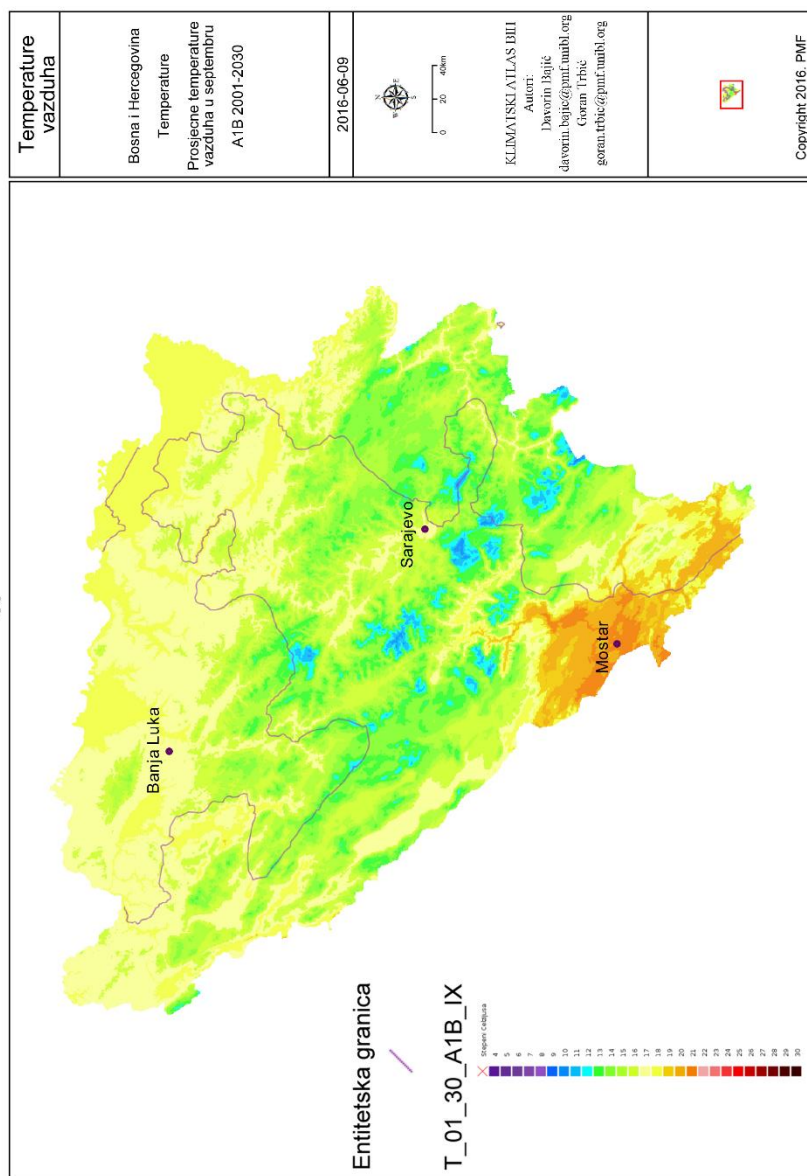 Temperature
vazduha
Bosna i Hercegovina
Temperature
Prosjecne temperature
vazduha u septembru
A1B 2001-2030
2016-06-09
N
W E
S
0 20 40km
KLIMATSKI ATLAS BIH
Autori:
Davorin Bajić
davorin.bajic@pmf.unibl.org
Goran Trbić
goran.trbic@pmf.unibl.org
Copyright 2016. PMF
Banja Luka
Sarajevo
Mostar
Entitetska granica
T_01_30_A1B_IX
Stepeni Celzijusa
4
5
6
7
8
9
10
11
12
13
14
15
16
17
18
19
20
21
22
23
24
25
26
27
28
29
30